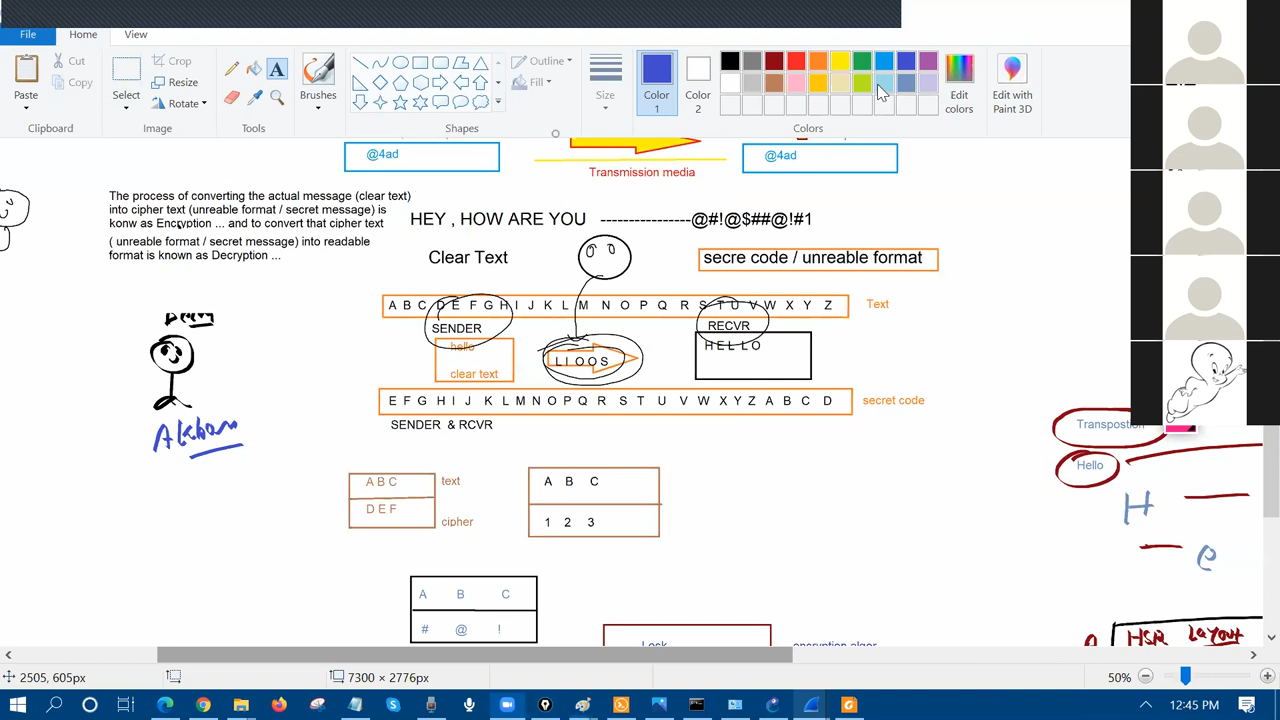 File
Home
View
Cut
Copy
Paste
Clipboard
Crop
Resize
Rotate
Select
Image
Tools
Brushes
Shapes
Outline
Fill
Size
Color
1
Color
2
Colors
Edit
colors
Edit with
Paint 3D
@4ad
@4ad
Transmission media
The process of converting the actual message (clear text)
into cipher text (unreable format / secret message) is
konw as Encryption ... and to convert that cipher text
( unreable format / secret message) into readable
format is known as Decryption ...
HEY , HOW ARE YOU ----------------@#!@$##@!#1
Clear Text
secre code / unreable format
A B C D E F G H I J K L M N O P Q R S T U V W X Y Z
Text
SENDER
RECVR
hello
clear text
L I O O S
H E L L O
E F G H I J K L M N O P Q R S T U V W X Y Z A B C D
secret code
SENDER & RCVR
Transpostion
Hello
H
e
A B C
D E F
text
cipher
A B C
1 2 3
A B C
# @ !
Lock
encryption algor
HSR Layout
2505, 605px
7300 × 2776px
50%
12:45 PM